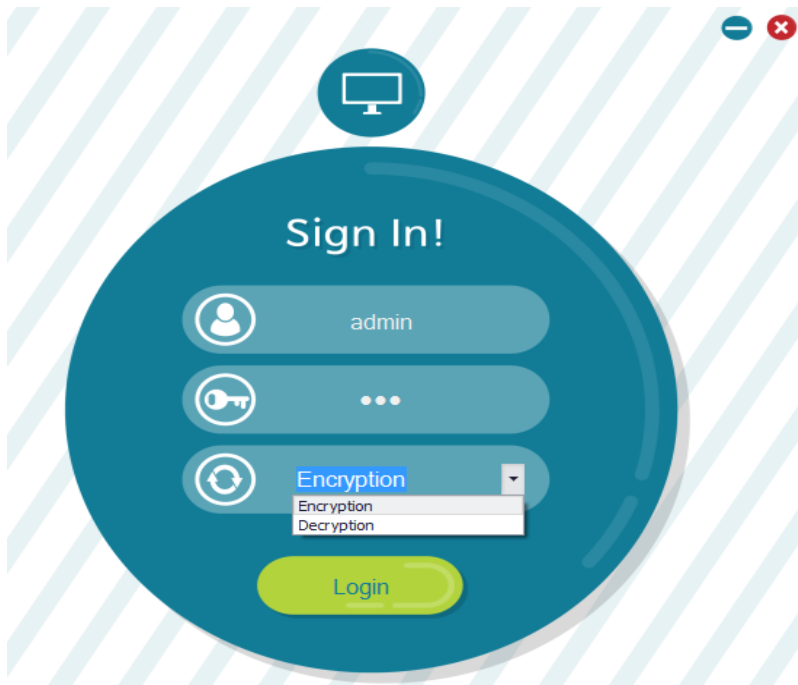 Sign In!
admin
•••
Encryption
Encryption
Decryption
Login